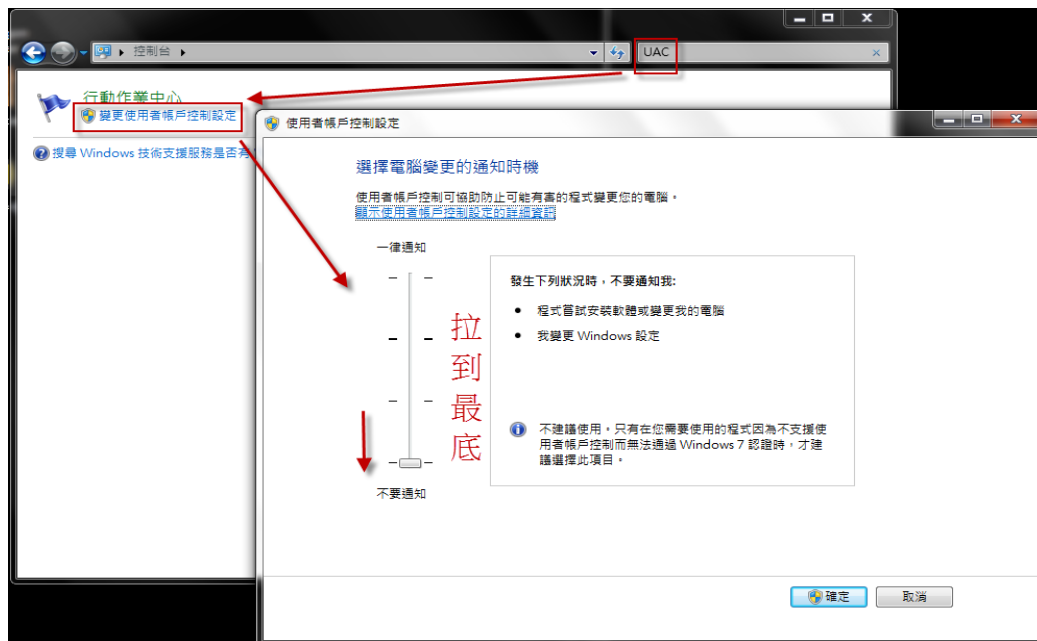 控制台
UAC
行動作業中心
變更使用者帳戶控制設定
搜尋 Windows 技術支援服務是否有
使用者帳戶控制設定
選擇電腦變更的通知時機
使用者帳戶控制可協助防止可能有害的程式變更您的電腦。
顯示使用者帳戶控制設定的詳細資訊
一律通知
發生下列狀況時，不要通知我:
• 程式嘗試安裝軟體或變更我的電腦
• 我變更 Windows 設定
拉到最底
不建議使用。只有在您需要使用的程式因為不支援使
用者帳戶控制而無法通過 Windows 7 認證時，才建
議選擇此項目。
不要通知
確定
取消